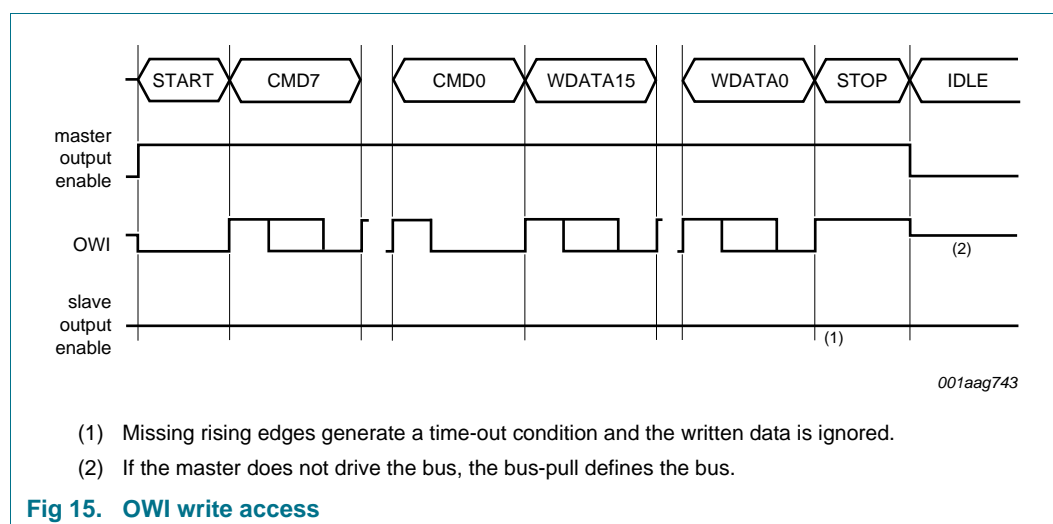 START CMD7 CMD0 WDATA15 WDATA0 STOP IDLE
master
output
enable
OWI
(2)
slave
output
enable
(1)
001aag743
(1) Missing rising edges generate a time-out condition and the written data is ignored.
(2) If the master does not drive the bus, the bus-pull defines the bus.
Fig 15. OWI write access